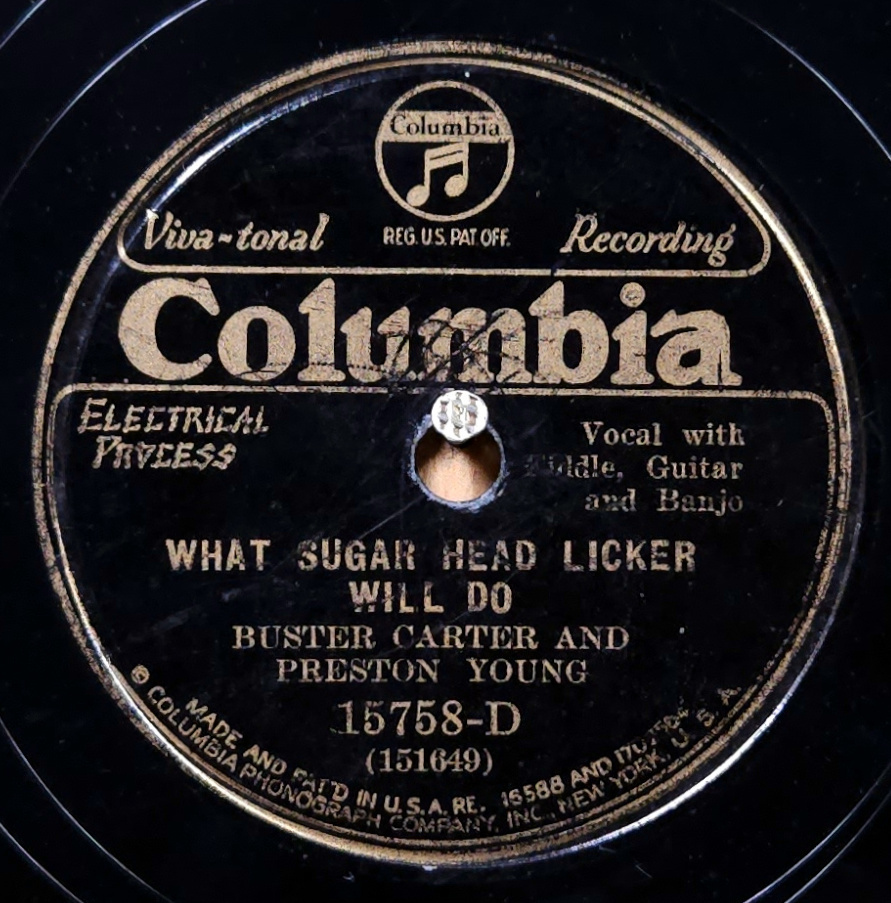 Columbia
Viva-tonal
REG. U.S. PAT. OFF.
Recording
Columbia
ELECTRICAL
PROCESS
Vocal with
Fiddle, Guitar
and Banjo
WHAT SUGAR HEAD LICKER
WILL DO
BUSTER CARTER AND
PRESTON YOUNG
15758-D
(151649)
MADE AND PAT'D IN U.S.A. RE. 16588 AND
COLUMBIA PHONOGRAPH COMPANY, INC., NEW YORK, U.S.A.